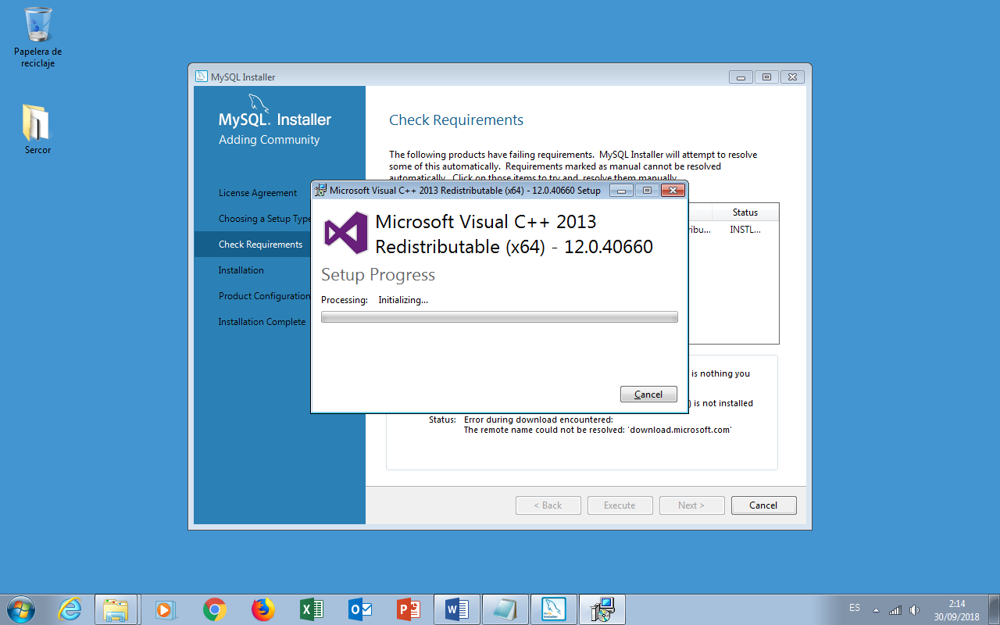 Papelera de
reciclaje
Sercor
MySQL Installer
MySQL. Installer
Adding Community
License Agreement
Choosing a Setup Type
Check Requirements
Installation
Product Configuration
Installation Complete
Check Requirements
The following products have failing requirements. MySQL Installer will attempt to resolve
some of this automatically. Requirements marked as manual cannot be resolved
automatically. Click on those items to try and resolve them manually.
Status
ribu... INSTL...
Microsoft Visual C++ 2013 Redistributable (x64) - 12.0.40660 Setup
Microsoft Visual C++ 2013
Redistributable (x64) - 12.0.40660
Setup Progress
Processing: Initializing...
Cancel
is nothing you
) is not installed
Status: Error during download encountered:
The remote name could not be resolved: 'download.microsoft.com'
< Back Execute Next > Cancel
ES
2:14
30/09/2018